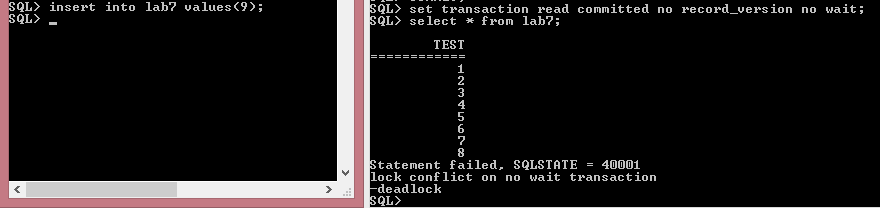 SQL> insert into lab7 values(9);
SQL> _
SQL> set transaction read committed no record_version no wait;
SQL> select * from lab7;
TEST
============
1
2
3
4
5
6
7
8
Statement failed, SQLSTATE = 40001
lock conflict on no wait transaction
-deadlock
SQL>